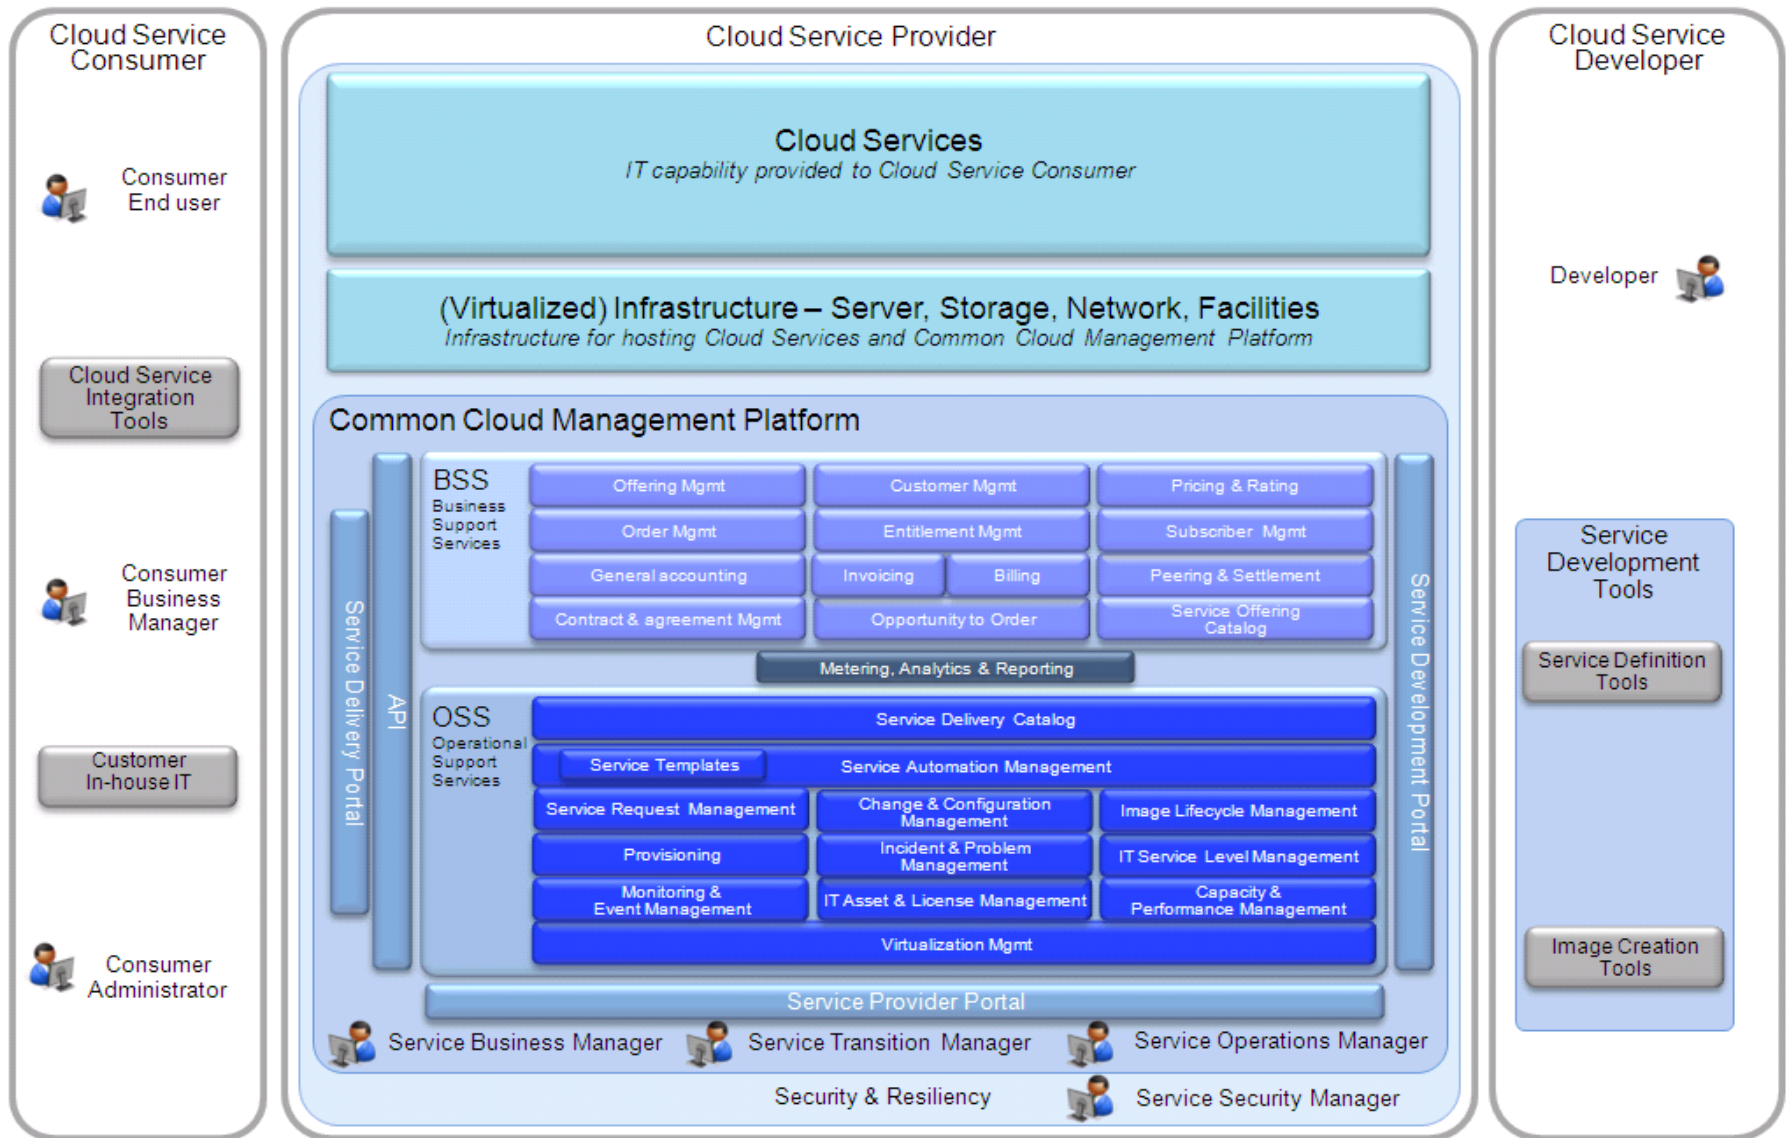 Cloud Service
Consumer
Consumer
End user
Cloud Service
Integration
Tools
Consumer
Business
Manager
Customer
In-house IT
Consumer
Administrator
Cloud Service Provider
Cloud Services
IT capability provided to Cloud Service Consumer
(Virtualized) Infrastructure – Server, Storage, Network, Facilities
Infrastructure for hosting Cloud Services and Common Cloud Management Platform
Common Cloud Management Platform
Service Delivery Portal
API
BSS
Business
Support
Services
Offering Mgmt
Customer Mgmt
Pricing & Rating
Order Mgmt
Entitlement Mgmt
Subscriber Mgmt
General accounting
Invoicing
Billing
Peering & Settlement
Contract & agreement Mgmt
Opportunity to Order
Service Offering
Catalog
Metering, Analytics & Reporting
OSS
Operational
Support
Services
Service Delivery Catalog
Service Templates
Service Automation Management
Service Request Management
Change & Configuration
Management
Image Lifecycle Management
Provisioning
Incident & Problem
Management
IT Service Level Management
Monitoring &
Event Management
IT Asset & License Management
Capacity &
Performance Management
Virtualization Mgmt
Service Development Portal
Service Provider Portal
Service Business Manager
Service Transition Manager
Service Operations Manager
Security & Resiliency
Service Security Manager
Cloud Service
Developer
Developer
Service
Development
Tools
Service Definition
Tools
Image Creation
Tools